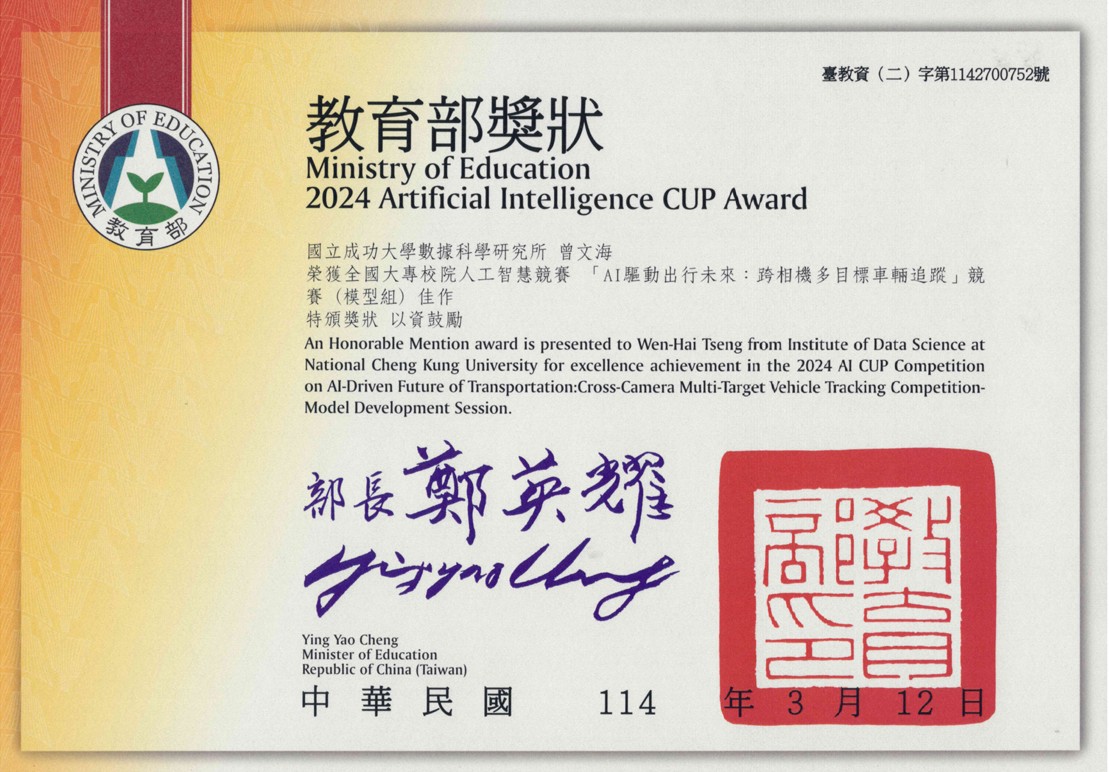 臺教資（二）字第1142700752號
MINISTRY OF EDUCATION
教育部
教育部獎狀
Ministry of Education
2024 Artificial Intelligence CUP Award
國立成功大學數據科學研究所 曾文海
榮獲全國大專校院人工智慧競賽 「AI驅動出行未來：跨相機多目標車輛追蹤」競
賽（模型組）佳作
特頒獎狀 以資鼓勵
An Honorable Mention award is presented to Wen-Hai Tseng from Institute of Data Science at
National Cheng Kung University for excellence achievement in the 2024 AI CUP Competition
on AI-Driven Future of Transportation:Cross-Camera Multi-Target Vehicle Tracking Competition-
Model Development Session.
部長 鄭英耀
Yingyao Cheng
教育部印
Ying Yao Cheng
Minister of Education
Republic of China (Taiwan)
中華民國 114 年 3 月 12 日